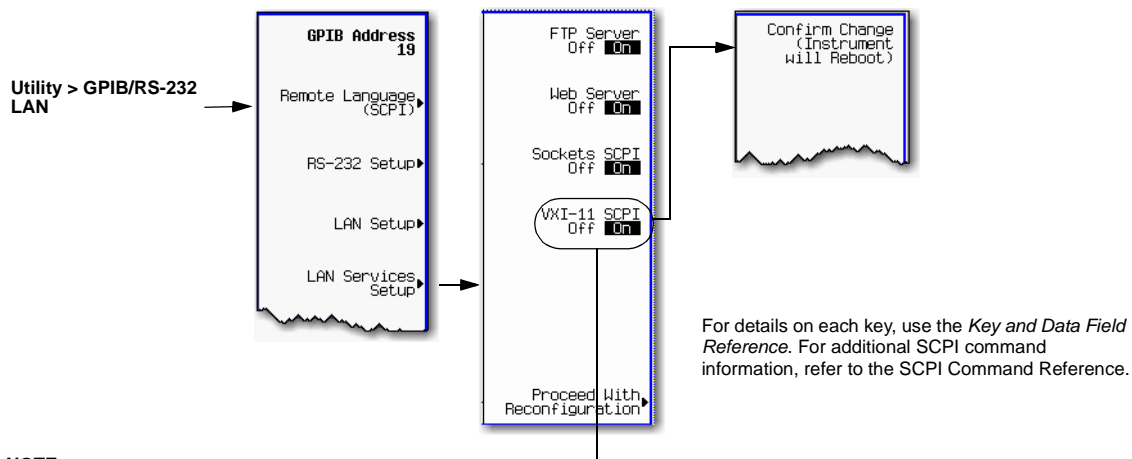 Utility > GPIB/RS-232
LAN
GPIB Address
19
Remote Language
(SCPI)
RS-232 Setup
LAN Setup
LAN Services
Setup
FTP Server
Off On
Web Server
Off On
Sockets SCPI
Off On
VXI-11 SCPI
Off On
Proceed With
Reconfiguration
Confirm Change
(Instrument
will Reboot)
For details on each key, use the Key and Data Field
Reference. For additional SCPI command
information, refer to the SCPI Command Reference.